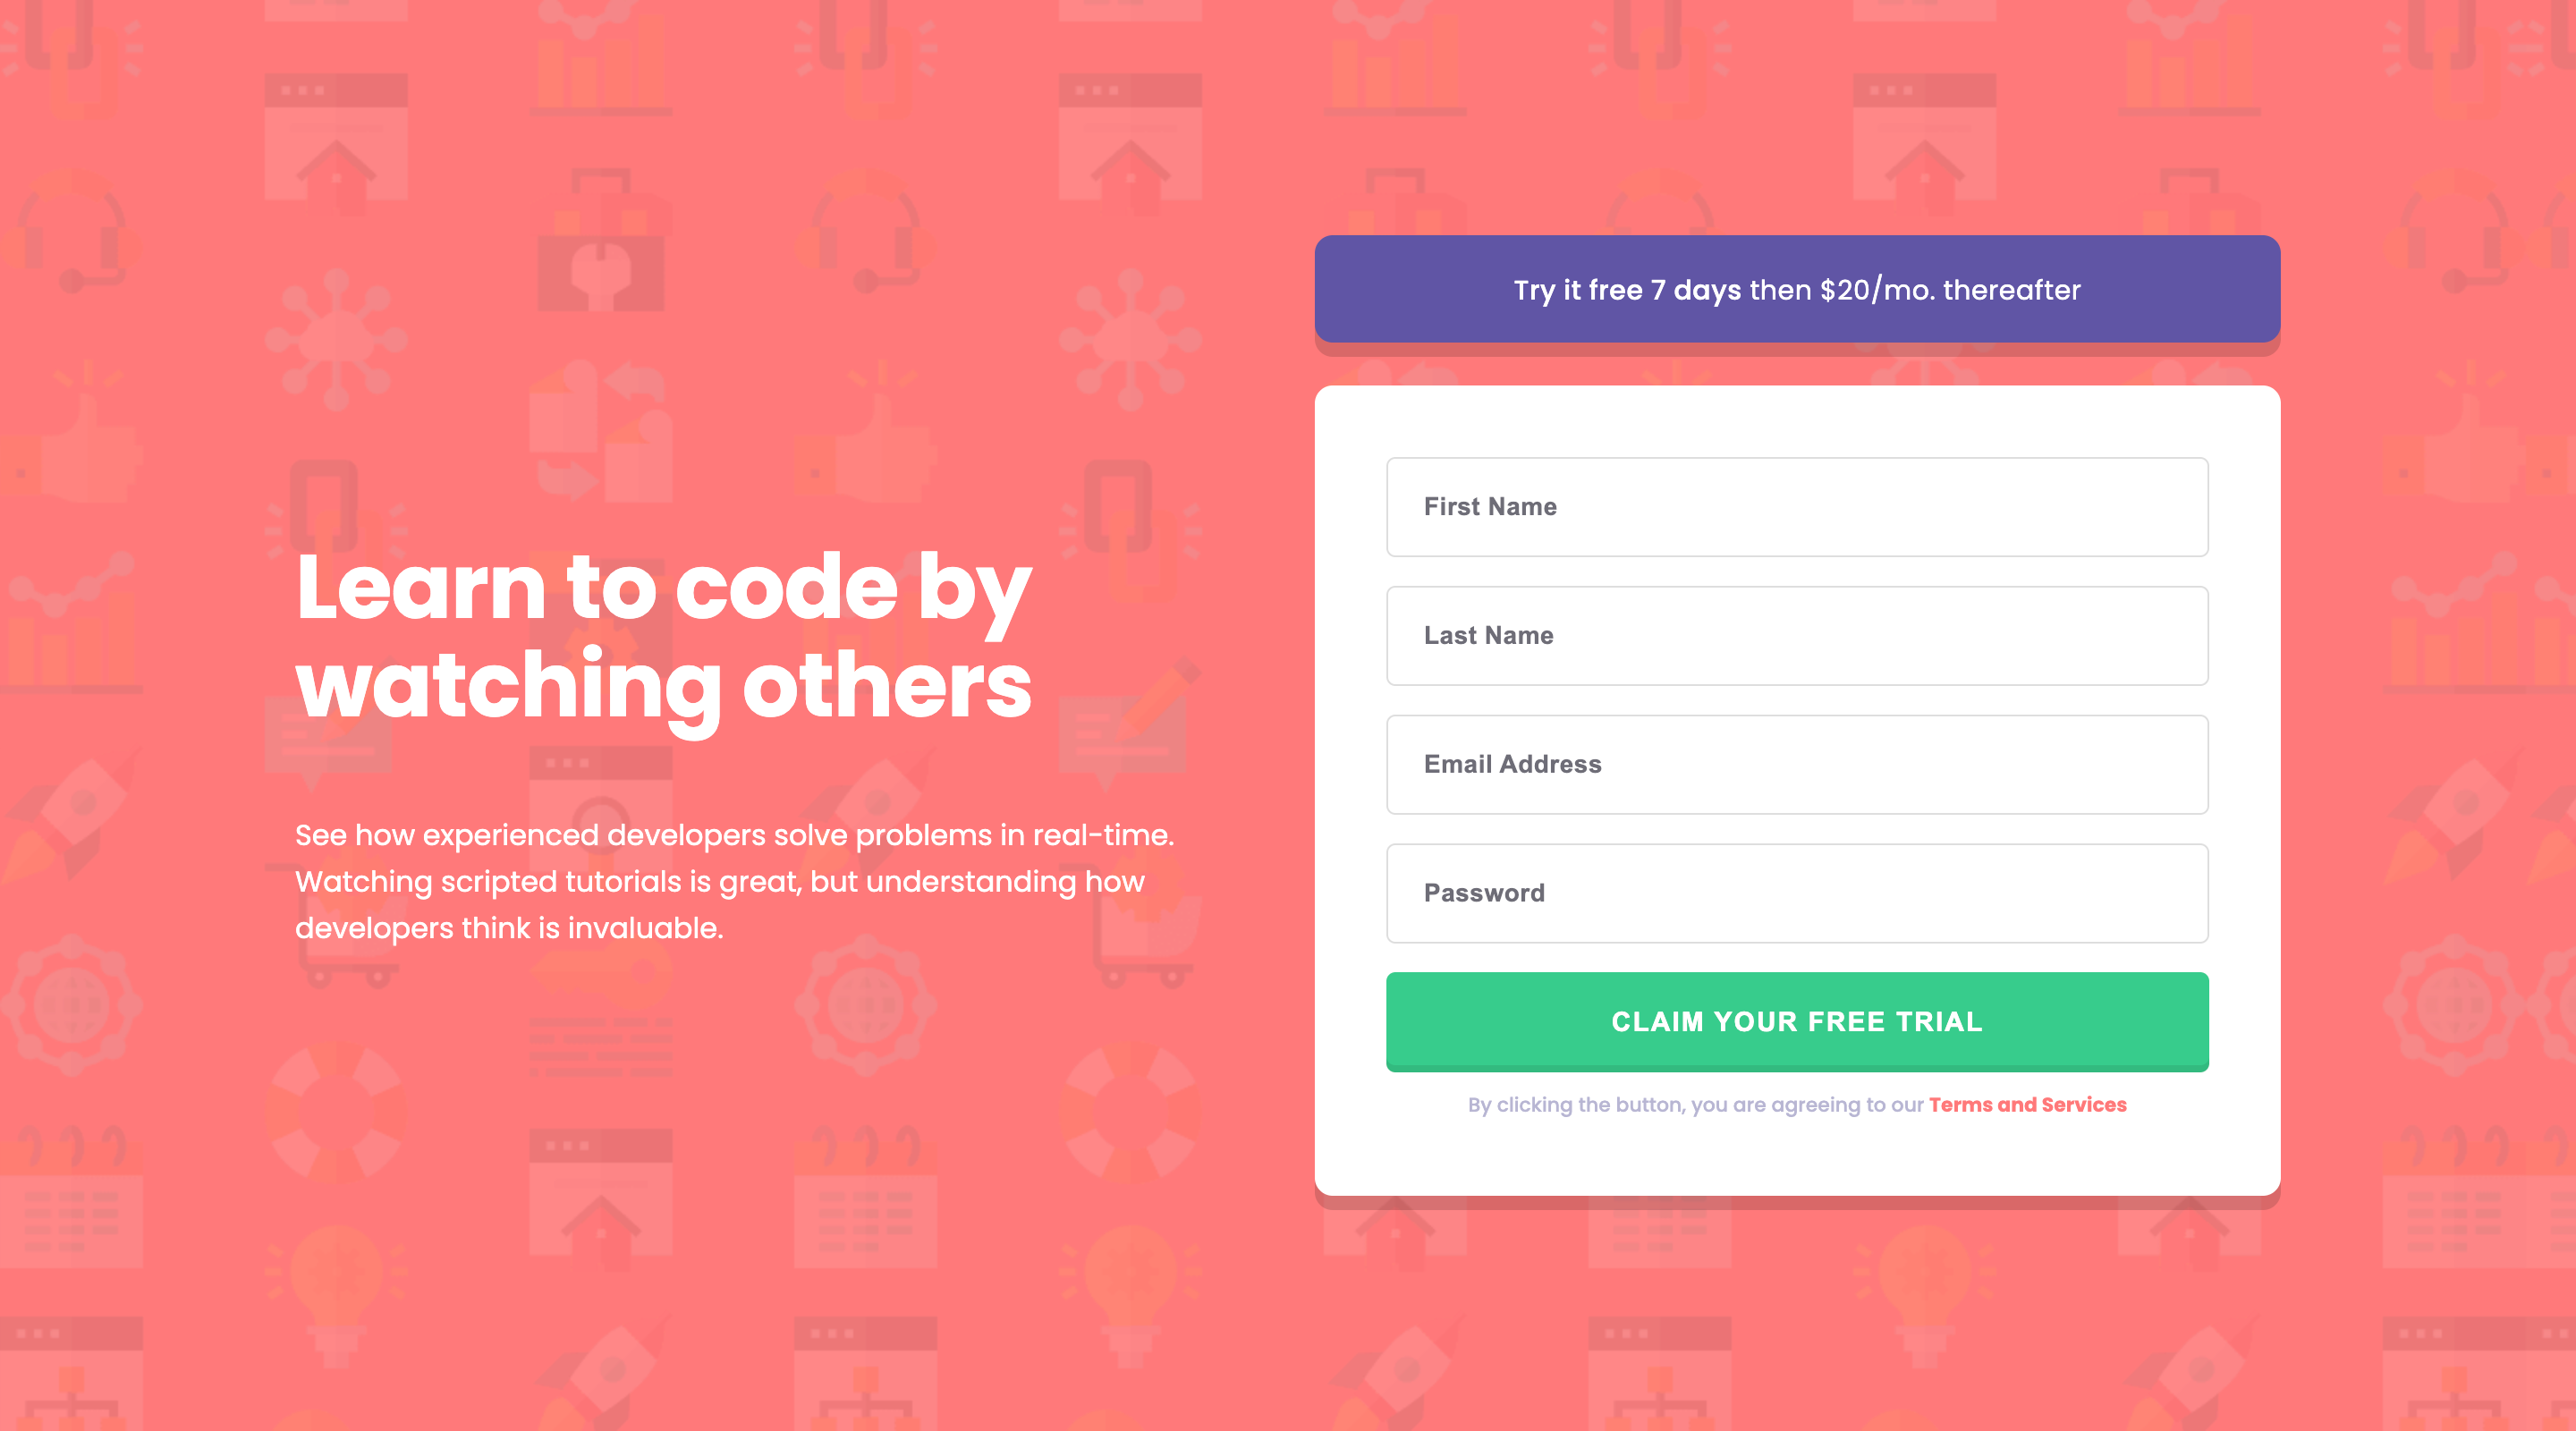 Learn to code by
watching others
See how experienced developers solve problems in real-time.
Watching scripted tutorials is great, but understanding how
developers think is invaluable.
Try it free 7 days then $20/mo. thereafter
First Name
Last Name
Email Address
Password
CLAIM YOUR FREE TRIAL
By clicking the button, you are agreeing to our Terms and Services